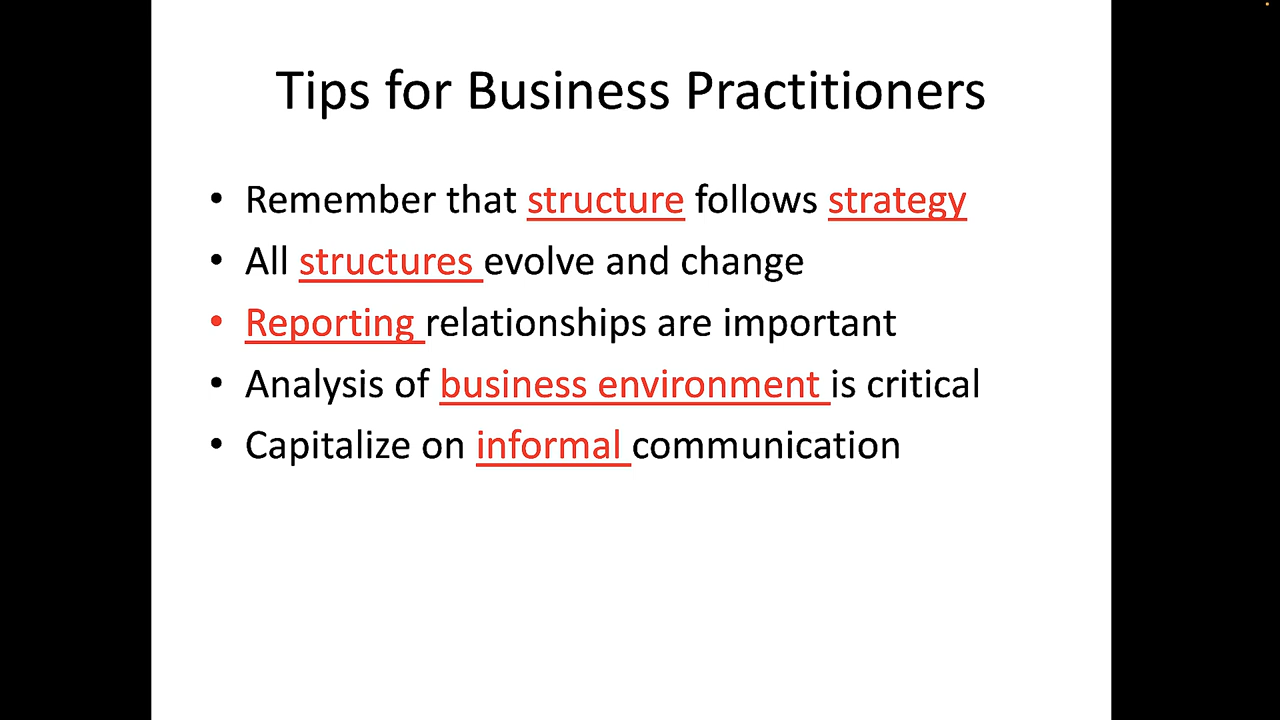 Tips for Business Practitioners
• Remember that structure follows strategy
• All structures evolve and change
• Reporting relationships are important
• Analysis of business environment is critical
• Capitalize on informal communication